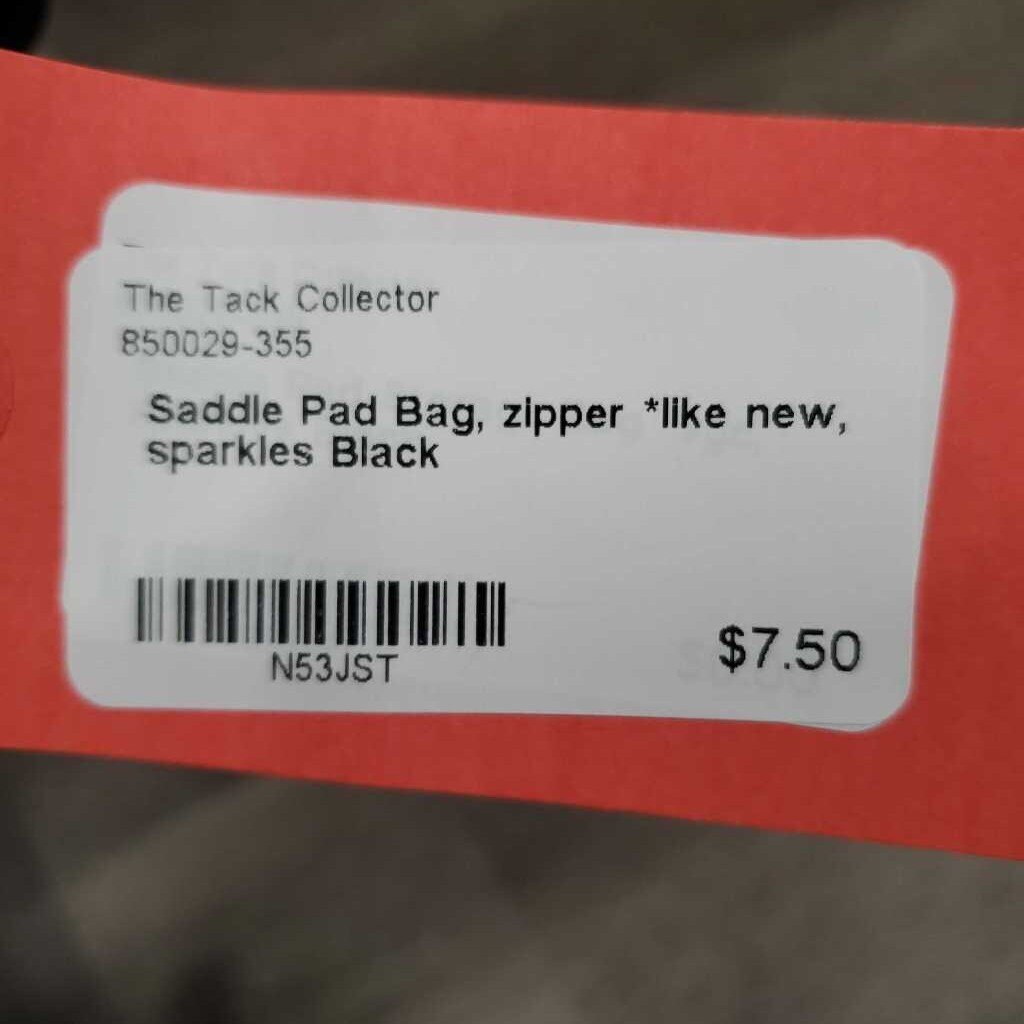 The Tack Collector
850029-355
Saddle Pad Bag, zipper *like new,
sparkles Black
N53JST
$7.50